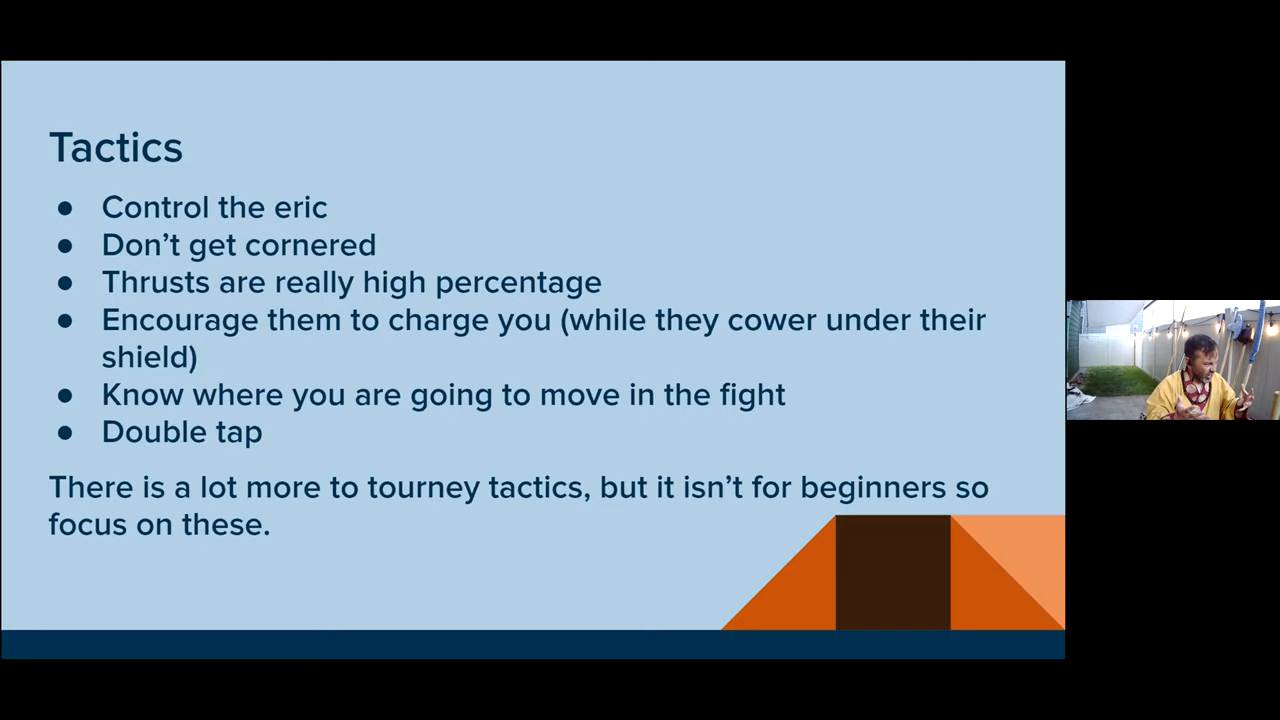 Tactics
● Control the eric
● Don’t get cornered
● Thrusts are really high percentage
● Encourage them to charge you (while they cower under their
shield)
● Know where you are going to move in the fight
● Double tap
There is a lot more to tourney tactics, but it isn’t for beginners so
focus on these.